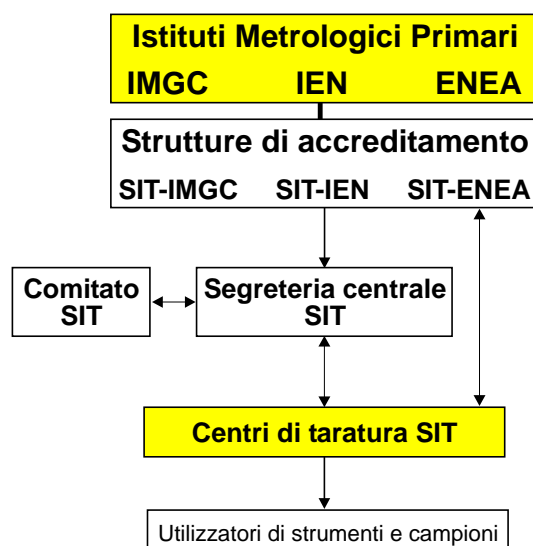 Istituti Metrologici Primari
IMGC IEN ENEA
Strutture di accreditamento
SIT-IMGC SIT-IEN SIT-ENEA
Comitato
SIT
Segreteria centrale
SIT
Centri di taratura SIT
Utilizzatori di strumenti e campioni